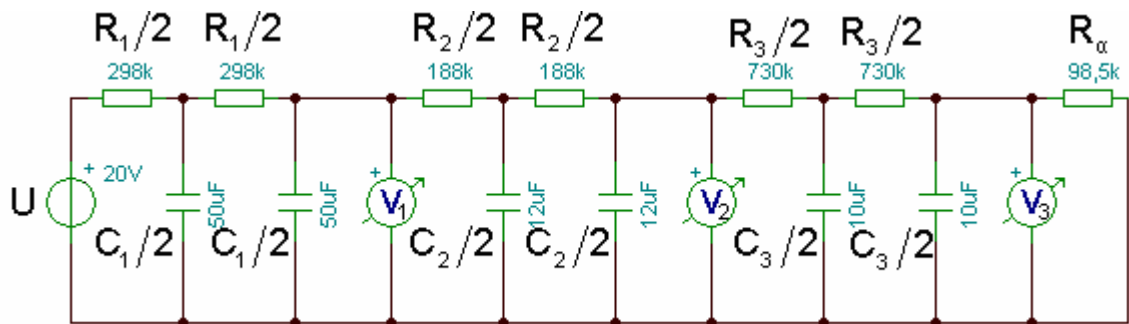 R₁/2 R₁/2 R₂/2 R₂/2 R₃/2 R₃/2 Rα
298k 298k 188k 188k 730k 730k 98,5k
U + 20V 50uF 50uF + V₁ 12uF 12uF + V₂ 10uF 10uF + V₃
C₁/2 C₁/2 C₂/2 C₂/2 C₃/2 C₃/2